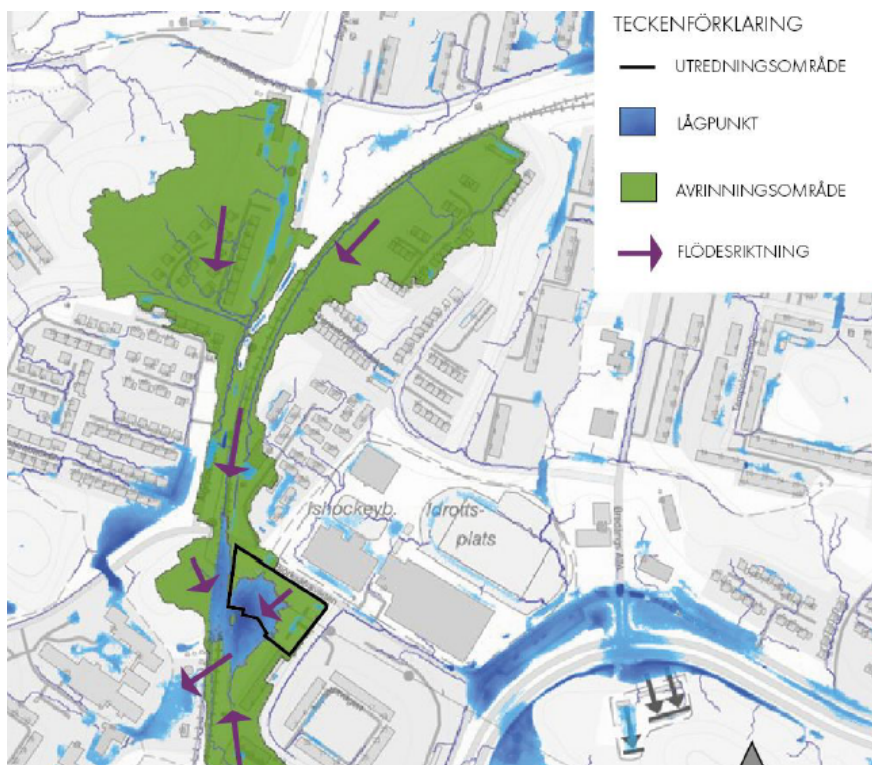 TECKENFÖRKLARING
UTREDNINGSOMRÅDE
LÅGPUNKT
AVRINNINGSOMRÅDE
FLÖDESRIKTNING
Ishockeyb.
Idrotts-
plats